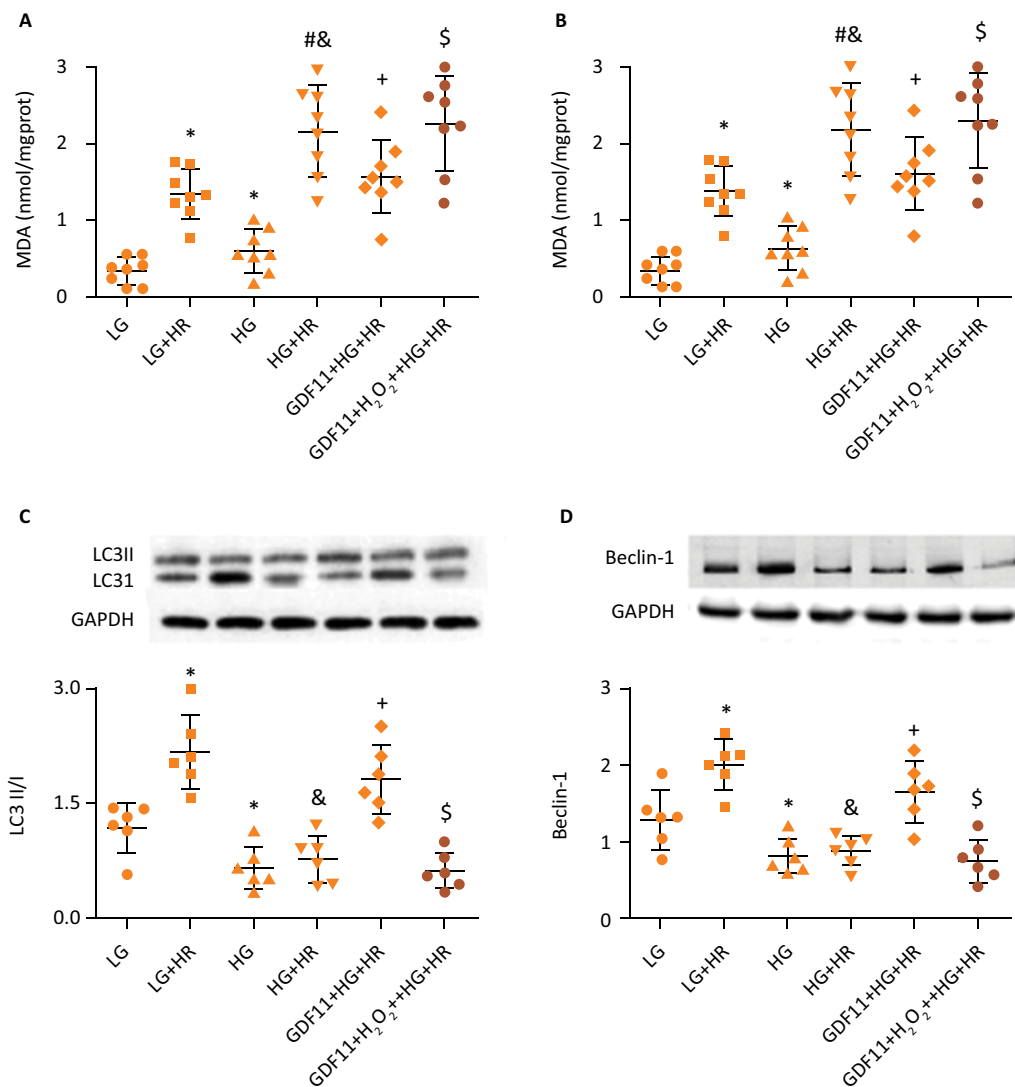 A
MDA (nmol/mgprot)
3
2
1
0
*
*
#&
+
$
LG
LG+HR
HG
HG+HR
GDF11+HG+HR
GDF11+H₂O₂++HG+HR
B
MDA (nmol/mgprot)
3
2
1
0
*
*
#&
+
$
LG
LG+HR
HG
HG+HR
GDF11+HG+HR
GDF11+H₂O₂++HG+HR
C
LC3II
LC31
GAPDH
LC3 II/I
3.0
1.5
0.0
*
*
&
+
$
LG
LG+HR
HG
HG+HR
GDF11+HG+HR
GDF11+H₂O₂++HG+HR
D
Beclin-1
GAPDH
Beclin-1
3
2
1
0
*
*
&
+
$
LG
LG+HR
HG
HG+HR
GDF11+HG+HR
GDF11+H₂O₂++HG+HR